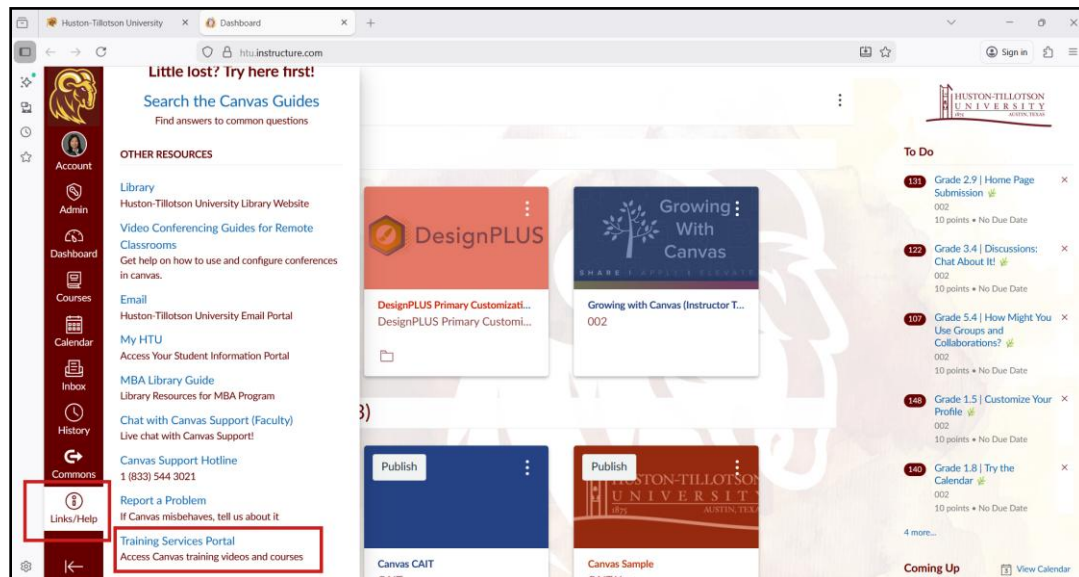 Huston-Tillotson University
Dashboard
htu.instructure.com
Sign in
Account
Admin
Dashboard
Courses
Calendar
Inbox
History
Commons
Links/Help
Little lost? Try here first!
Search the Canvas Guides
Find answers to common questions
OTHER RESOURCES
Library
Huston-Tillotson University Library Website
Video Conferencing Guides for Remote
Classrooms
Get help on how to use and configure conferences
in canvas.
Email
Huston-Tillotson University Email Portal
My HTU
Access Your Student Information Portal
MBA Library Guide
Library Resources for MBA Program
Chat with Canvas Support (Faculty)
Live chat with Canvas Support!
Canvas Support Hotline
1 (833) 544 3021
Report a Problem
If Canvas misbehaves, tell us about it
Training Services Portal
Access Canvas training videos and courses
DesignPLUS
DesignPLUS Primary Customizati...
DesignPLUS Primary Customi...
Growing
With
Canvas
SHARE APPLY ELEVATE
Growing with Canvas (Instructor T...
002
3)
Publish
Canvas CAIT
Publish
HUSTON-TILLOTSON
UNIVERSITY
1875 AUSTIN, TEXA
Canvas Sample
HUSTON-TILLOTSON
UNIVERSITY
1875 AUSTIN, TEXAS
To Do
131 Grade 2.9 | Home Page
Submission
002
10 points • No Due Date
122 Grade 3.4 | Discussions:
Chat About It!
002
10 points • No Due Date
107 Grade 5.4 | How Might You
Use Groups and
Collaborations?
002
10 points • No Due Date
148 Grade 1.5 | Customize Your
Profile
002
10 points • No Due Date
140 Grade 1.8 | Try the
Calendar
002
10 points • No Due Date
4 more...
Coming Up
View Calendar